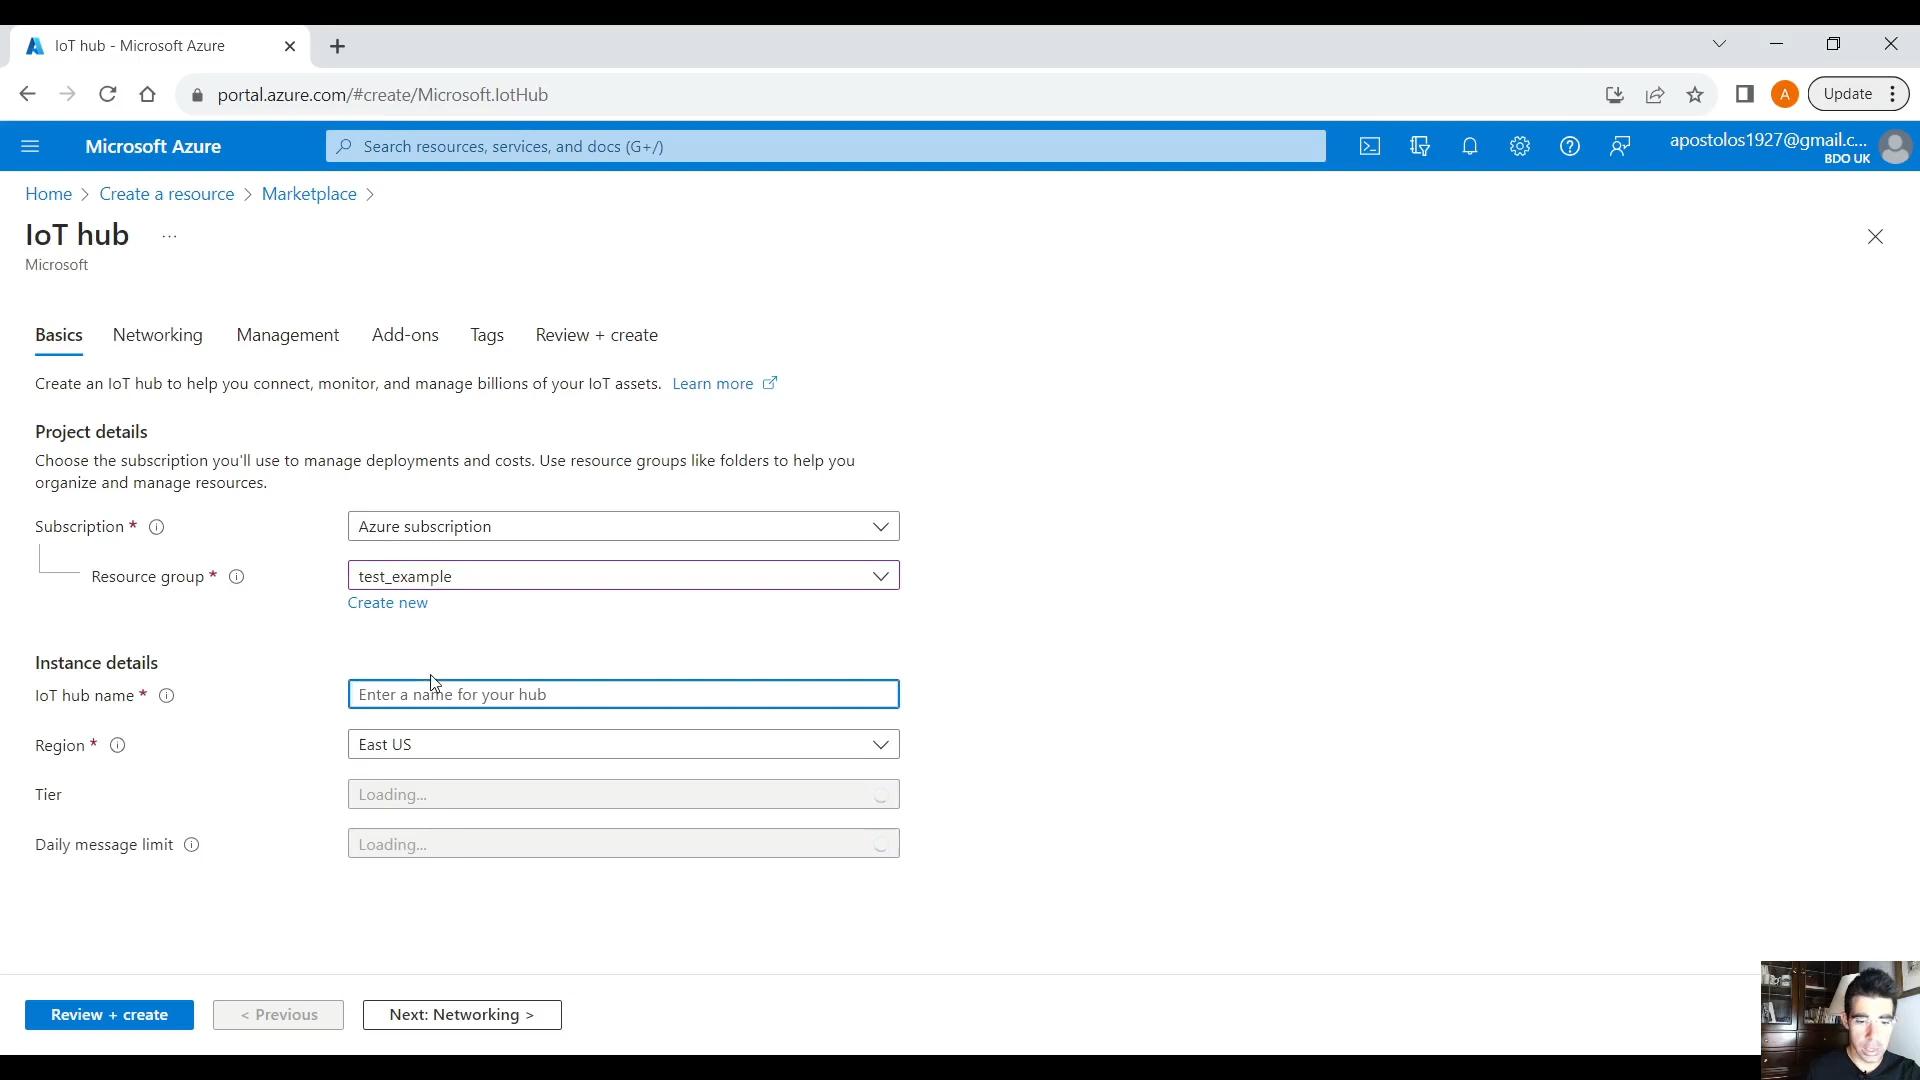 IoT hub - Microsoft Azure
portal.azure.com/#create/Microsoft.IotHub
A
Update
Microsoft Azure
Search resources, services, and docs (G+/)
apostolos1927@gmail.c...
BDO UK
Home > Create a resource > Marketplace >
IoT hub ...
Microsoft
Basics Networking Management Add-ons Tags Review + create
Create an IoT hub to help you connect, monitor, and manage billions of your IoT assets. Learn more
Project details
Choose the subscription you'll use to manage deployments and costs. Use resource groups like folders to help you
organize and manage resources.
Subscription * Azure subscription
Resource group * test_example
Create new
Instance details
IoT hub name * Enter a name for your hub
Region * East US
Tier Loading...
Daily message limit Loading...
Review + create < Previous Next: Networking >